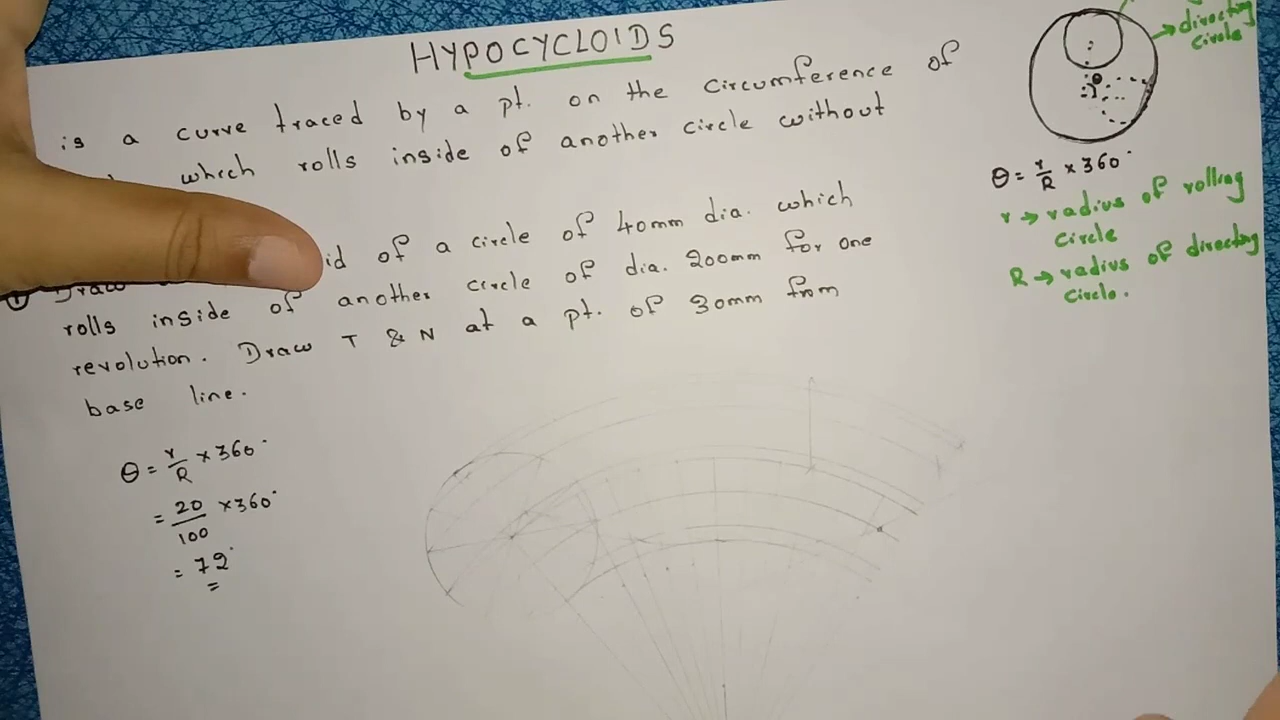 HYPOCYCLOIDS
is a curve traced by a pt. on the circumference of
which rolls inside of another circle without
① Draw id of a circle of 40mm dia. which
rolls inside of another circle of dia. 200mm for one
revolution. Draw T & N at a pt. of 30mm from
base line.
θ = r/R × 360°
= 20/100 × 360°
= 72°
directing
circle
θ = r/R × 360°
r → radius of rolling
circle
R → radius of directing
circle.